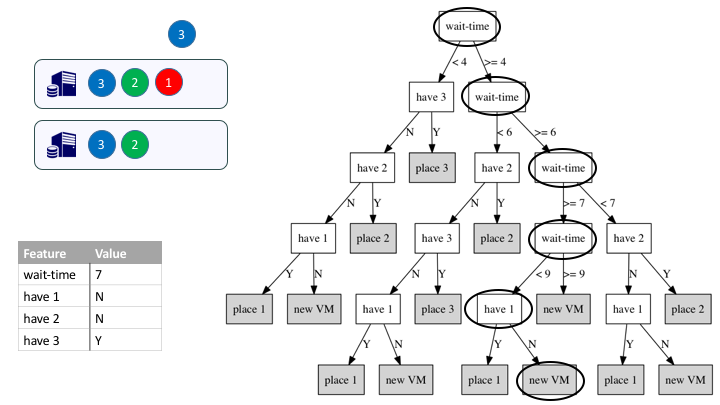 3
wait-time
< 4
>= 4
3
2
1
have 3
wait-time
N
Y
< 6
>= 6
3
2
have 2
place 3
have 2
wait-time
N
Y
N
Y
>= 7
< 7
have 1
place 2
have 3
place 2
wait-time
have 2
Feature
Value
wait-time
7
have 1
N
have 2
N
have 3
Y
Y
N
N
Y
< 9
>= 9
N
Y
place 1
new VM
have 1
place 3
have 1
new VM
have 1
place 2
Y
N
Y
N
Y
N
place 1
new VM
place 1
new VM
place 1
new VM